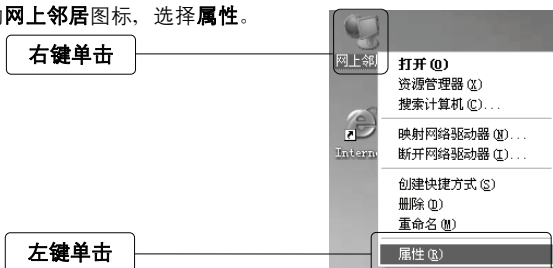 网上邻居图标，选择属性。
右键单击
网上邻
打开(O)
资源管理器(X)
搜索计算机(C)...
映射网络驱动器(N)...
断开网络驱动器(I)...
Intern
创建快捷方式(S)
删除(D)
重命名(M)
左键单击
属性(R)